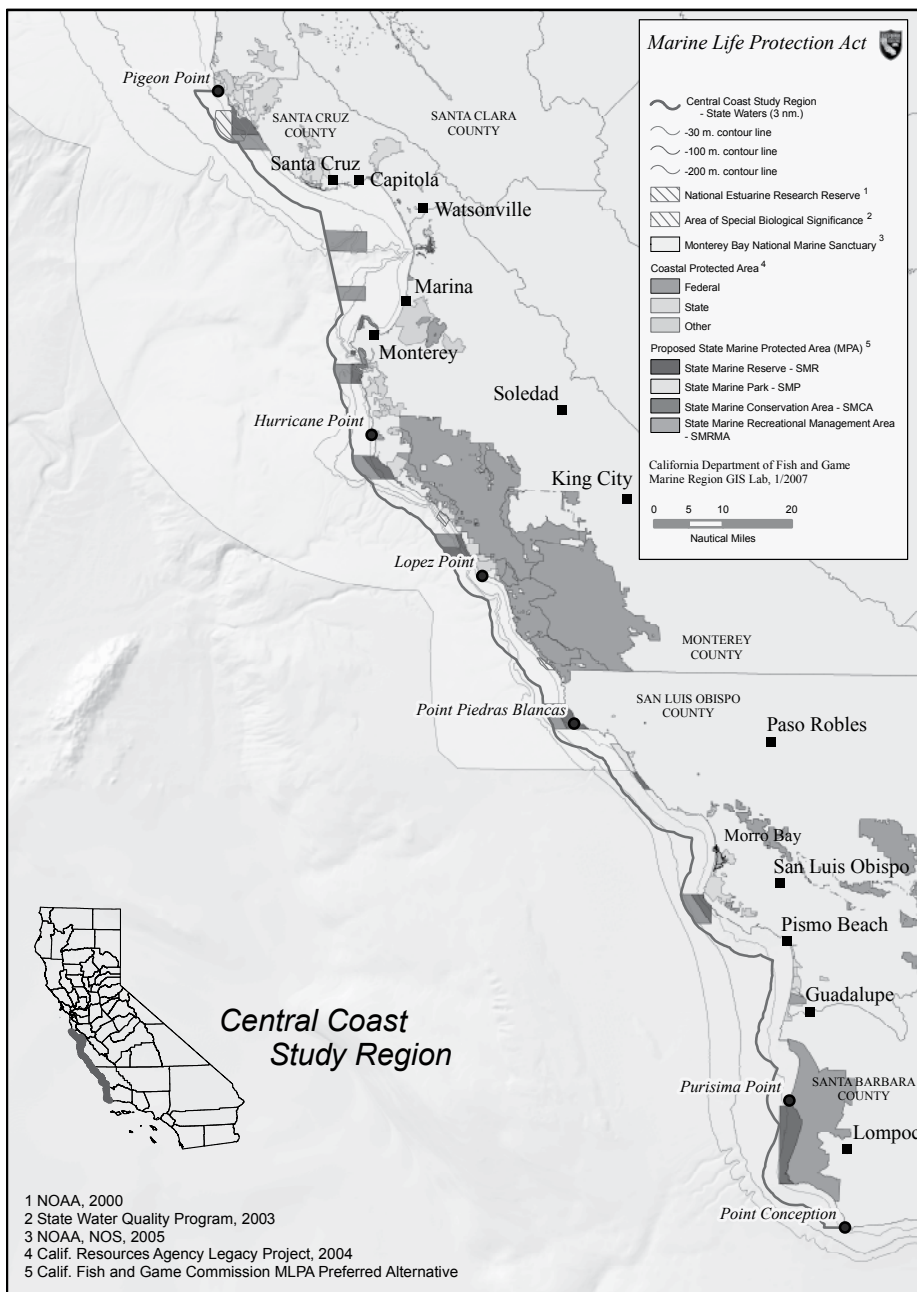 Marine Life Protection Act
Central Coast Study Region
- State Waters (3 nm.)
-30 m. contour line
-100 m. contour line
-200 m. contour line
National Estuarine Research Reserve 1
Area of Special Biological Significance 2
Monterey Bay National Marine Sanctuary 3
Coastal Protected Area 4
Federal
State
Other
Proposed State Marine Protected Area (MPA) 5
State Marine Reserve - SMR
State Marine Park - SMP
State Marine Conservation Area - SMCA
State Marine Recreational Management Area
- SMRMA
California Department of Fish and Game
Marine Region GIS Lab, 1/2007
0 5 10 20
Nautical Miles
Pigeon Point
SANTA CRUZ
COUNTY
SANTA CLARA
COUNTY
Santa Cruz
Capitola
Watsonville
Marina
Monterey
Soledad
Hurricane Point
King City
Lopez Point
MONTEREY
COUNTY
Point Piedras Blancas
SAN LUIS OBISPO
COUNTY
Paso Robles
Morro Bay
San Luis Obispo
Pismo Beach
Guadalupe
Purisima Point
SANTA BARBARA
COUNTY
Lompoc
Point Conception
Central Coast
Study Region
1 NOAA, 2000
2 State Water Quality Program, 2003
3 NOAA, NOS, 2005
4 Calif. Resources Agency Legacy Project, 2004
5 Calif. Fish and Game Commission MLPA Preferred Alternative